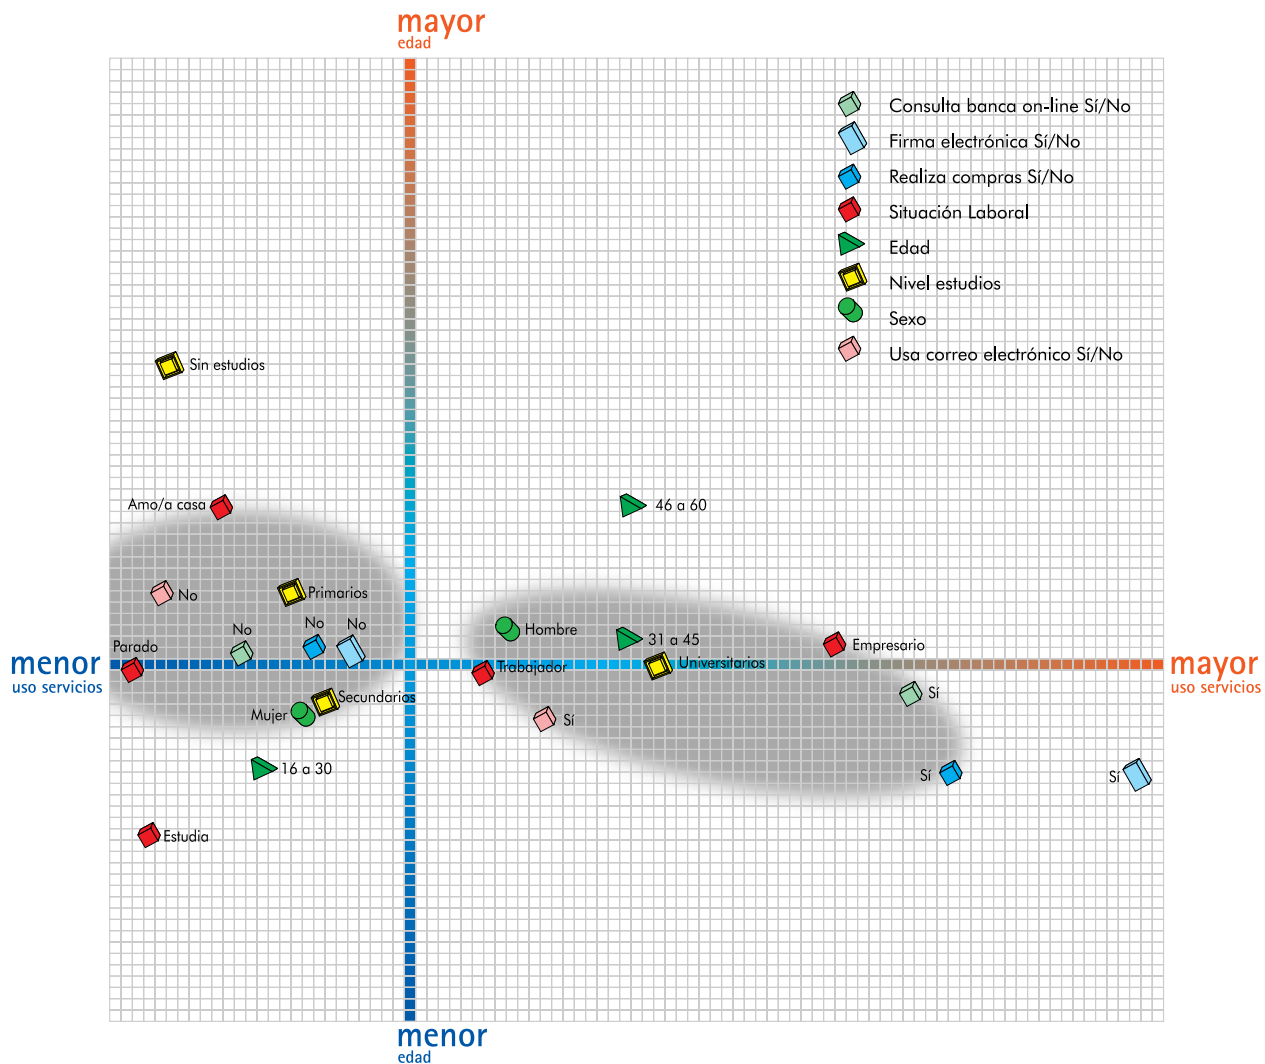 mayor
edad
Consulta banca on-line Sí/No
Firma electrónica Sí/No
Realiza compras Sí/No
Situación Laboral
Edad
Nivel estudios
Sexo
Usa correo electrónico Sí/No
Sin estudios
Amo/a casa
46 a 60
No
Primarios
No
No
No
Hombre
31 a 45
Parado
Empresario
menor
uso servicios
Trabajador
Universitarios
mayor
uso servicios
Secundarios
Sí
Mujer
Sí
16 a 30
Sí
Sí
Estudia
menor
edad